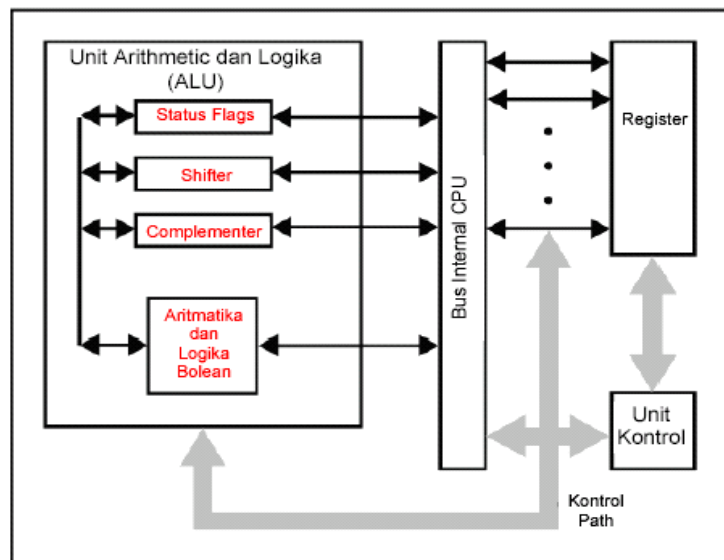 Unit Arithmetic dan Logika
(ALU)
Status Flags
Shifter
Complementer
Aritmatika
dan
Logika
Bolean
Bus Internal CPU
Register
Unit
Kontrol
Kontrol
Path